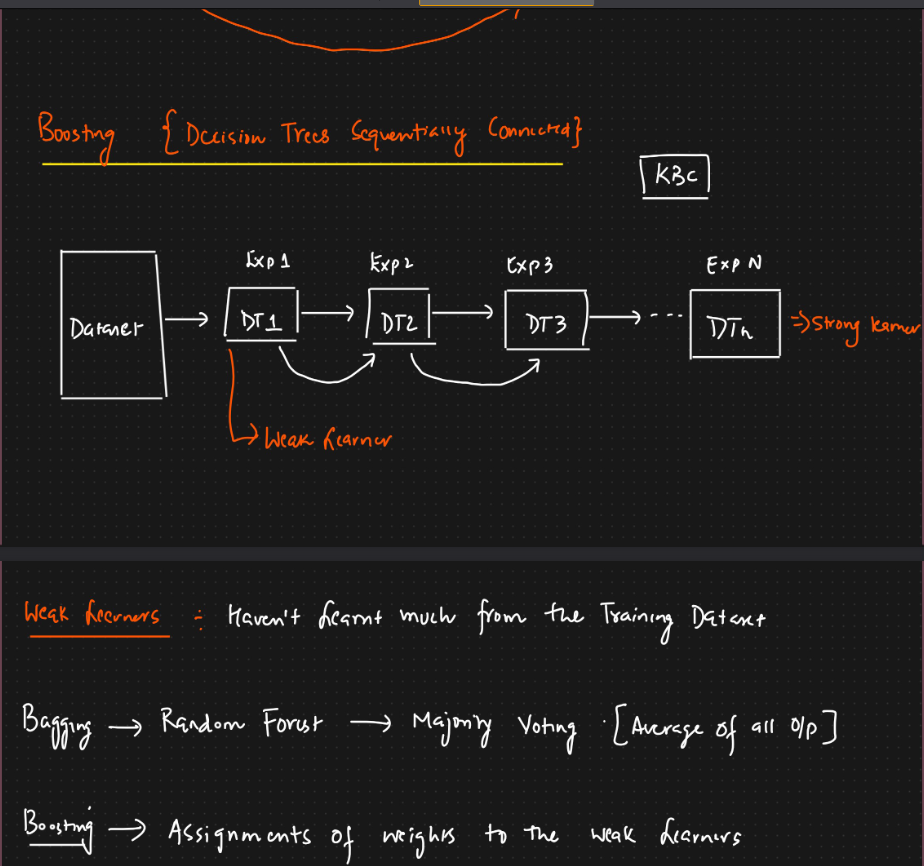 Boosting { Decision Trees Sequentially Connected }
KBC
Exp 1 Exp 2 Exp 3 Exp N
Dataset DT1 DT2 DT3 --- DTn => Strong learner
Weak Learner
Weak Learners : Haven't learnt much from the Training Dataset
Bagging → Random Forest → Majority Voting . [Average of all o/p]
Boosting → Assignments of weights to the weak learners